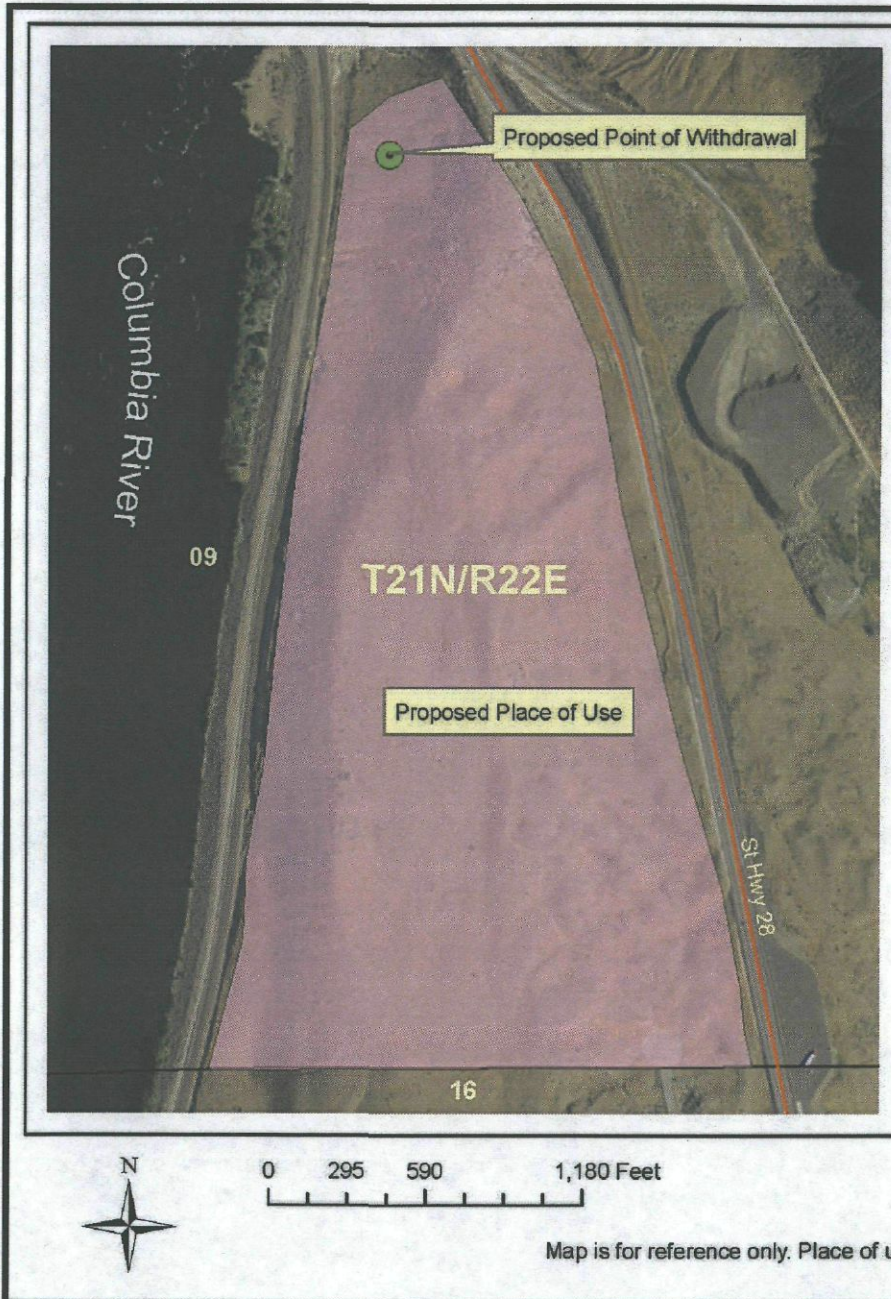 Proposed Point of Withdrawal
Columbia River
09
T21N/R22E
Proposed Place of Use
St Hwy 28
16
N
0 295 590 1,180 Feet
Map is for reference only. Place of u